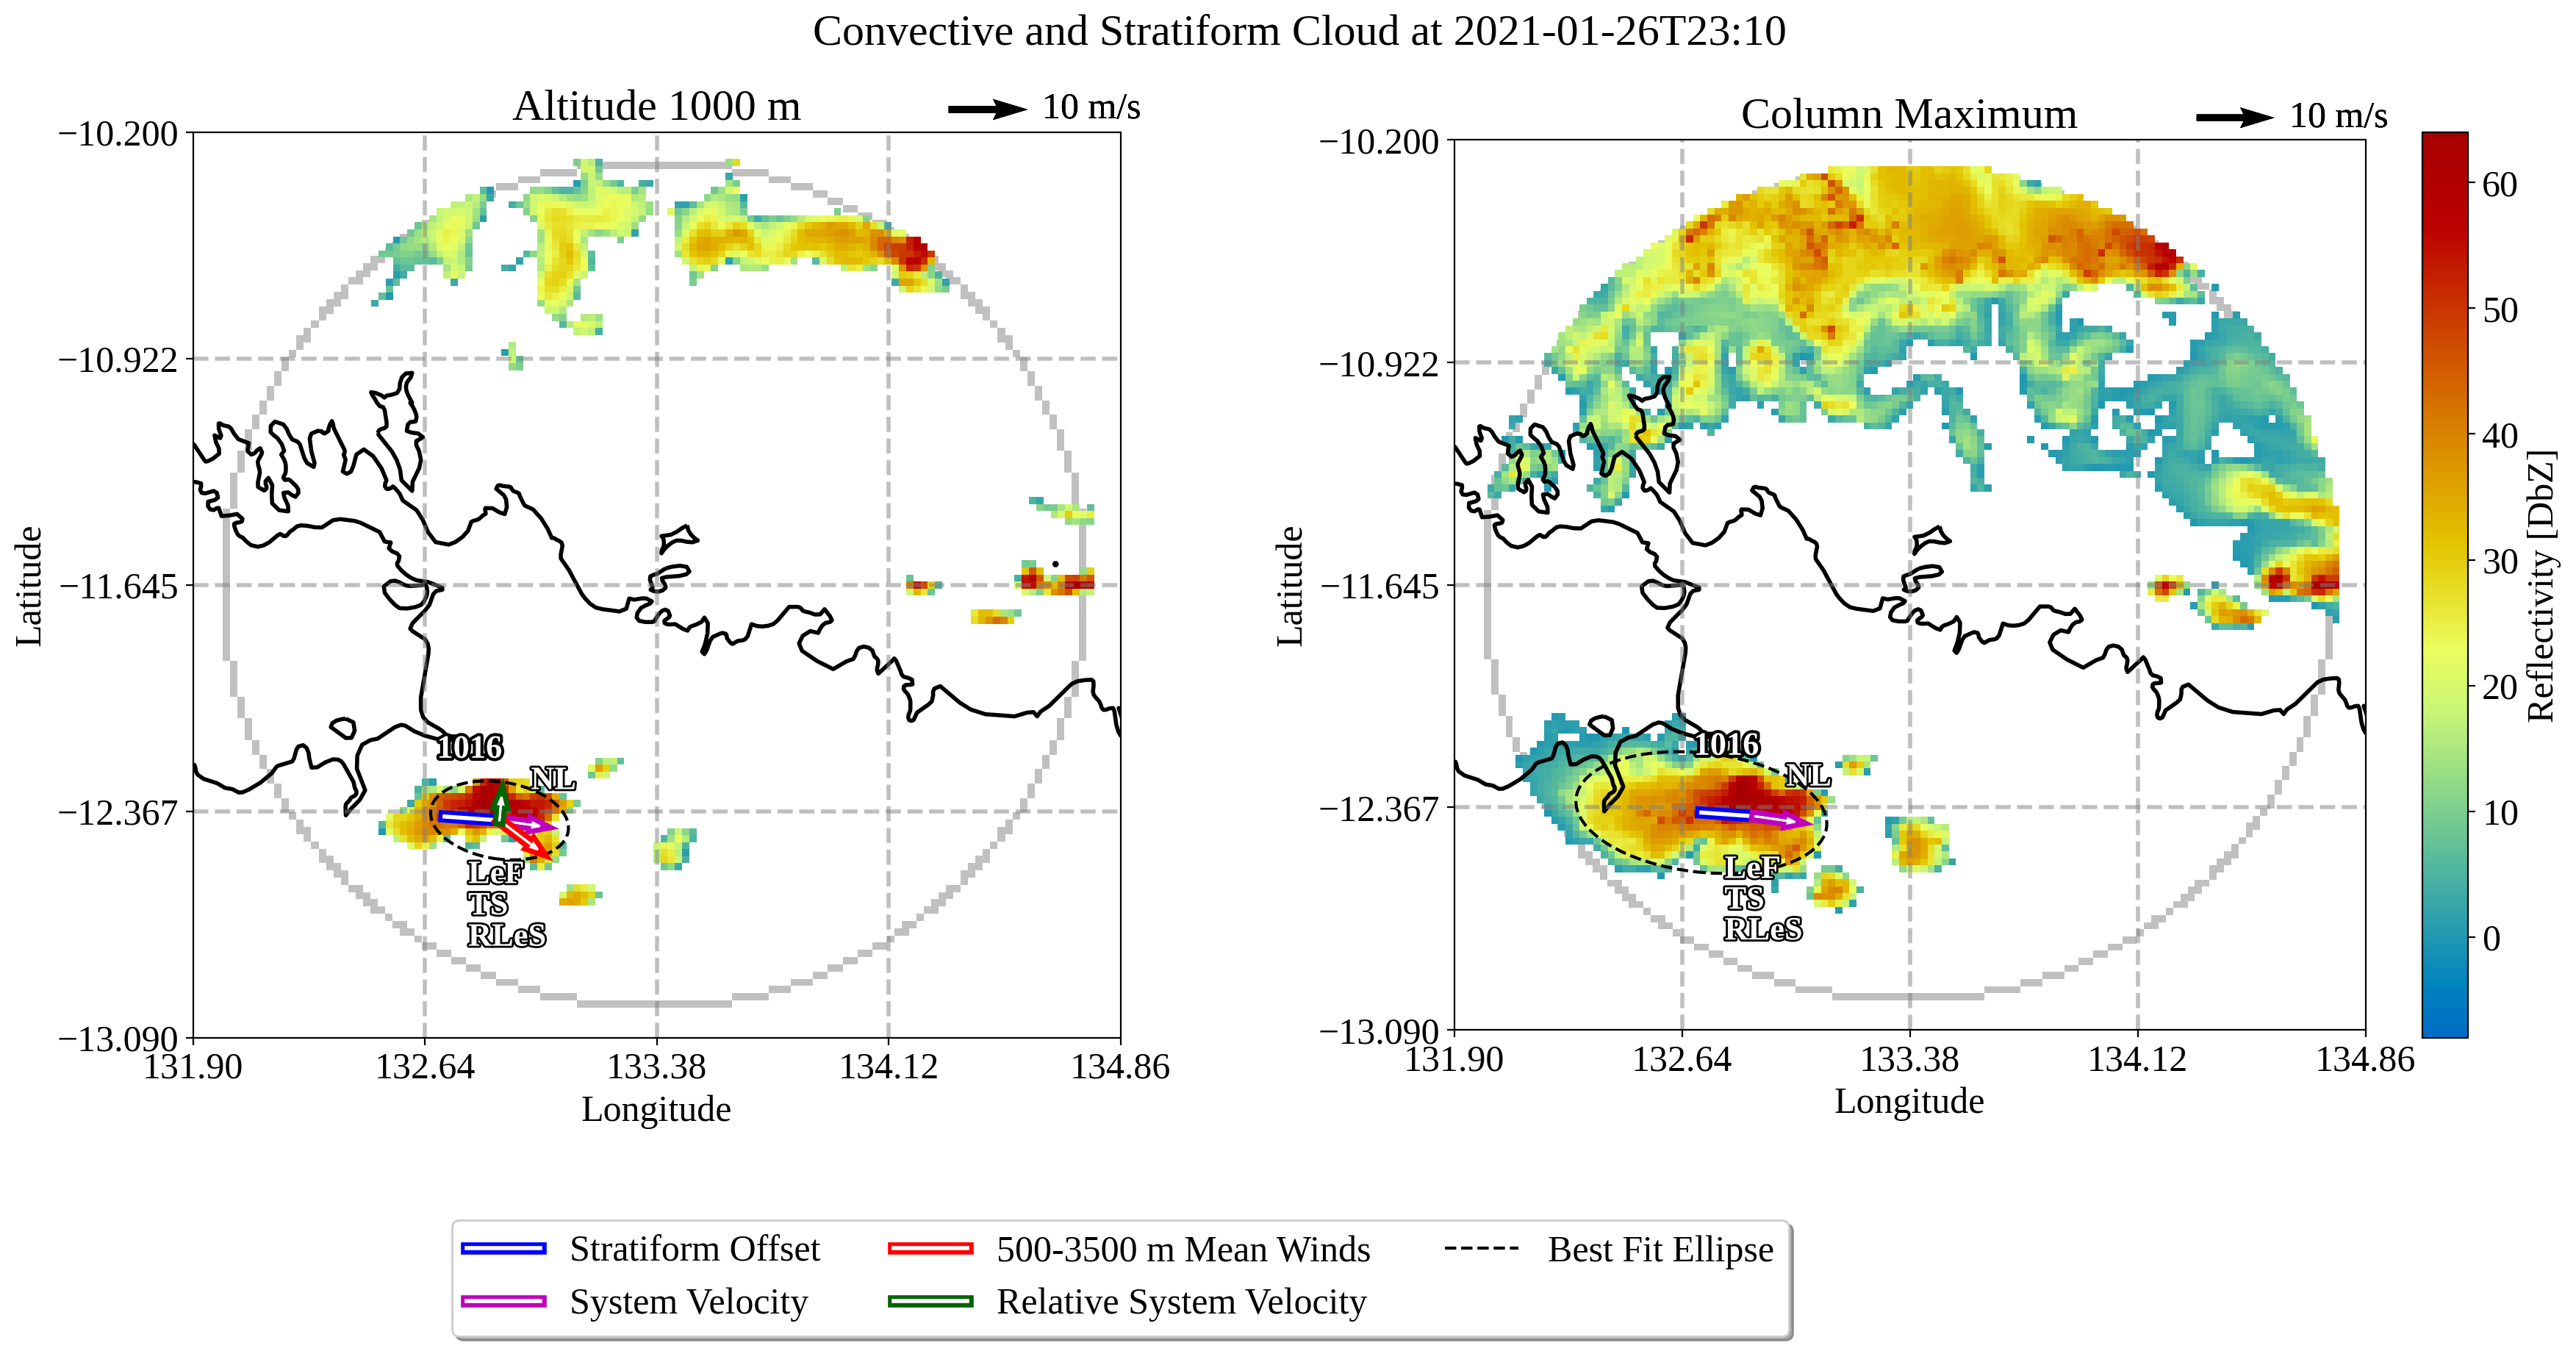 Convective and Stratiform Cloud at 2021-01-26T23:10
Altitude 1000 m
10 m/s
Latitude
−10.200
−10.922
−11.645
−12.367
−13.090
1016
NL
LeF
TS
RLeS
131.90
132.64
133.38
134.12
134.86
Longitude
Column Maximum
10 m/s
Latitude
−10.200
−10.922
−11.645
−12.367
−13.090
1016
NL
LeF
TS
RLeS
131.90
132.64
133.38
134.12
134.86
Longitude
60
50
40
30
20
10
0
Reflectivity [DbZ]
Stratiform Offset
System Velocity
500-3500 m Mean Winds
Relative System Velocity
Best Fit Ellipse